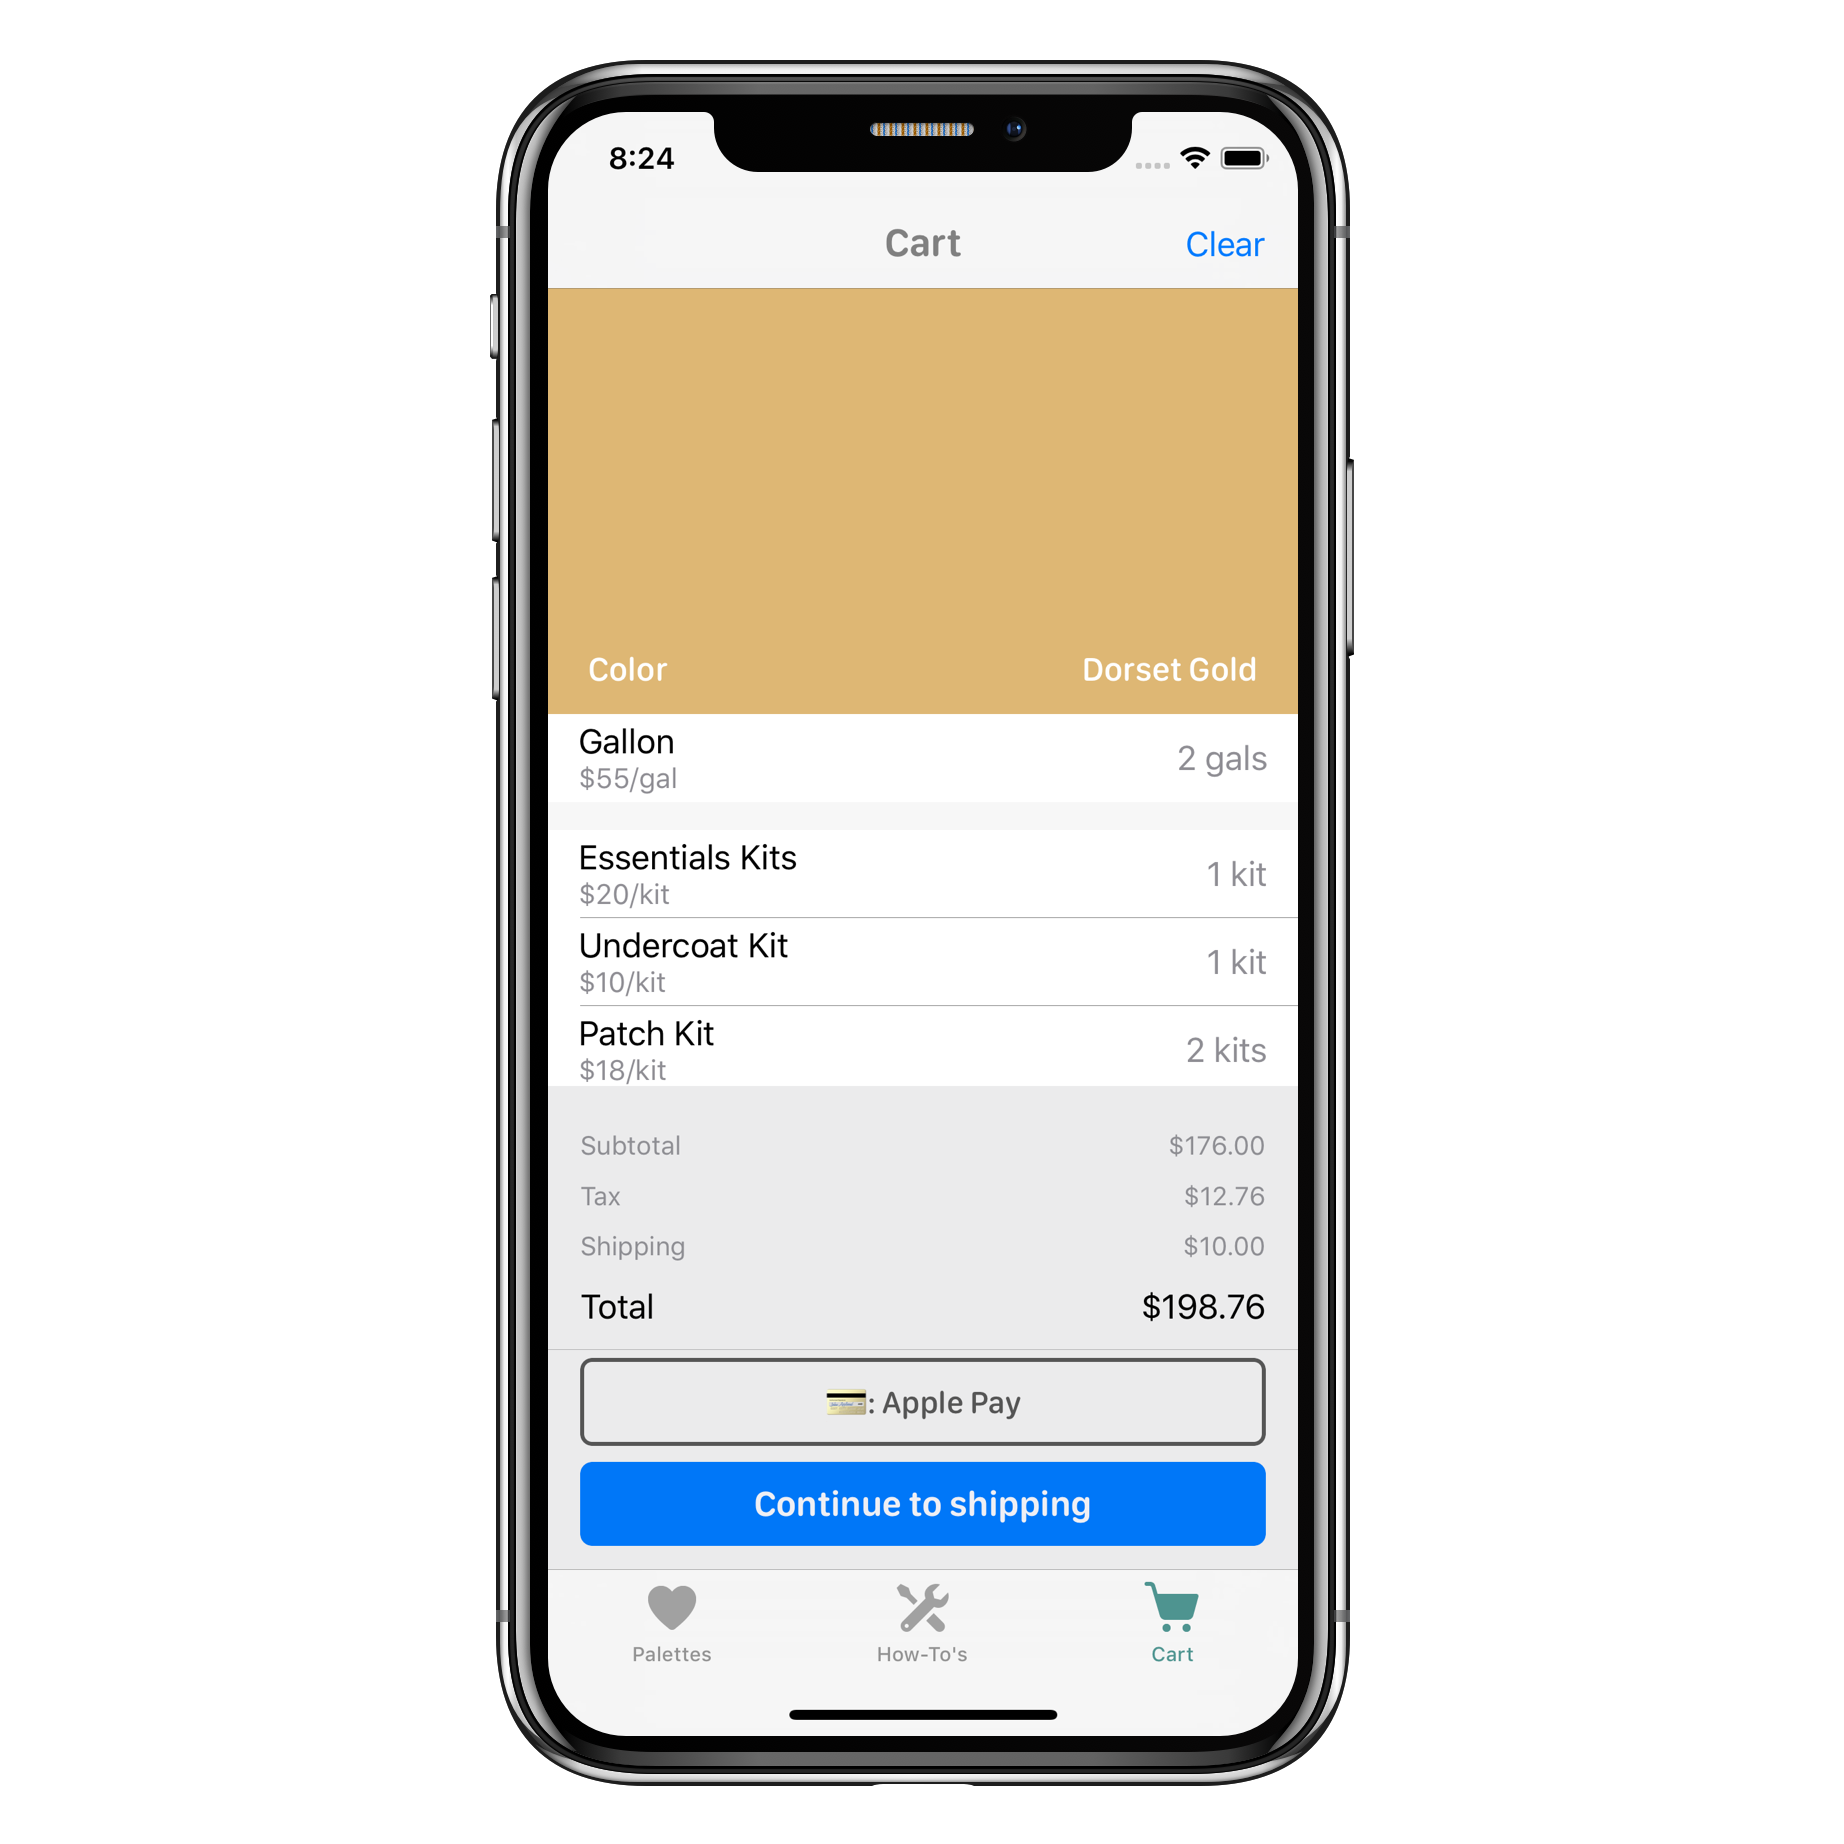 8:24
Cart
Clear
Color
Dorset Gold
Gallon
$55/gal
2 gals
Essentials Kits
$20/kit
1 kit
Undercoat Kit
$10/kit
1 kit
Patch Kit
$18/kit
2 kits
Subtotal
$176.00
Tax
$12.76
Shipping
$10.00
Total
$198.76
💳: Apple Pay
Continue to shipping
Palettes
How-To's
Cart